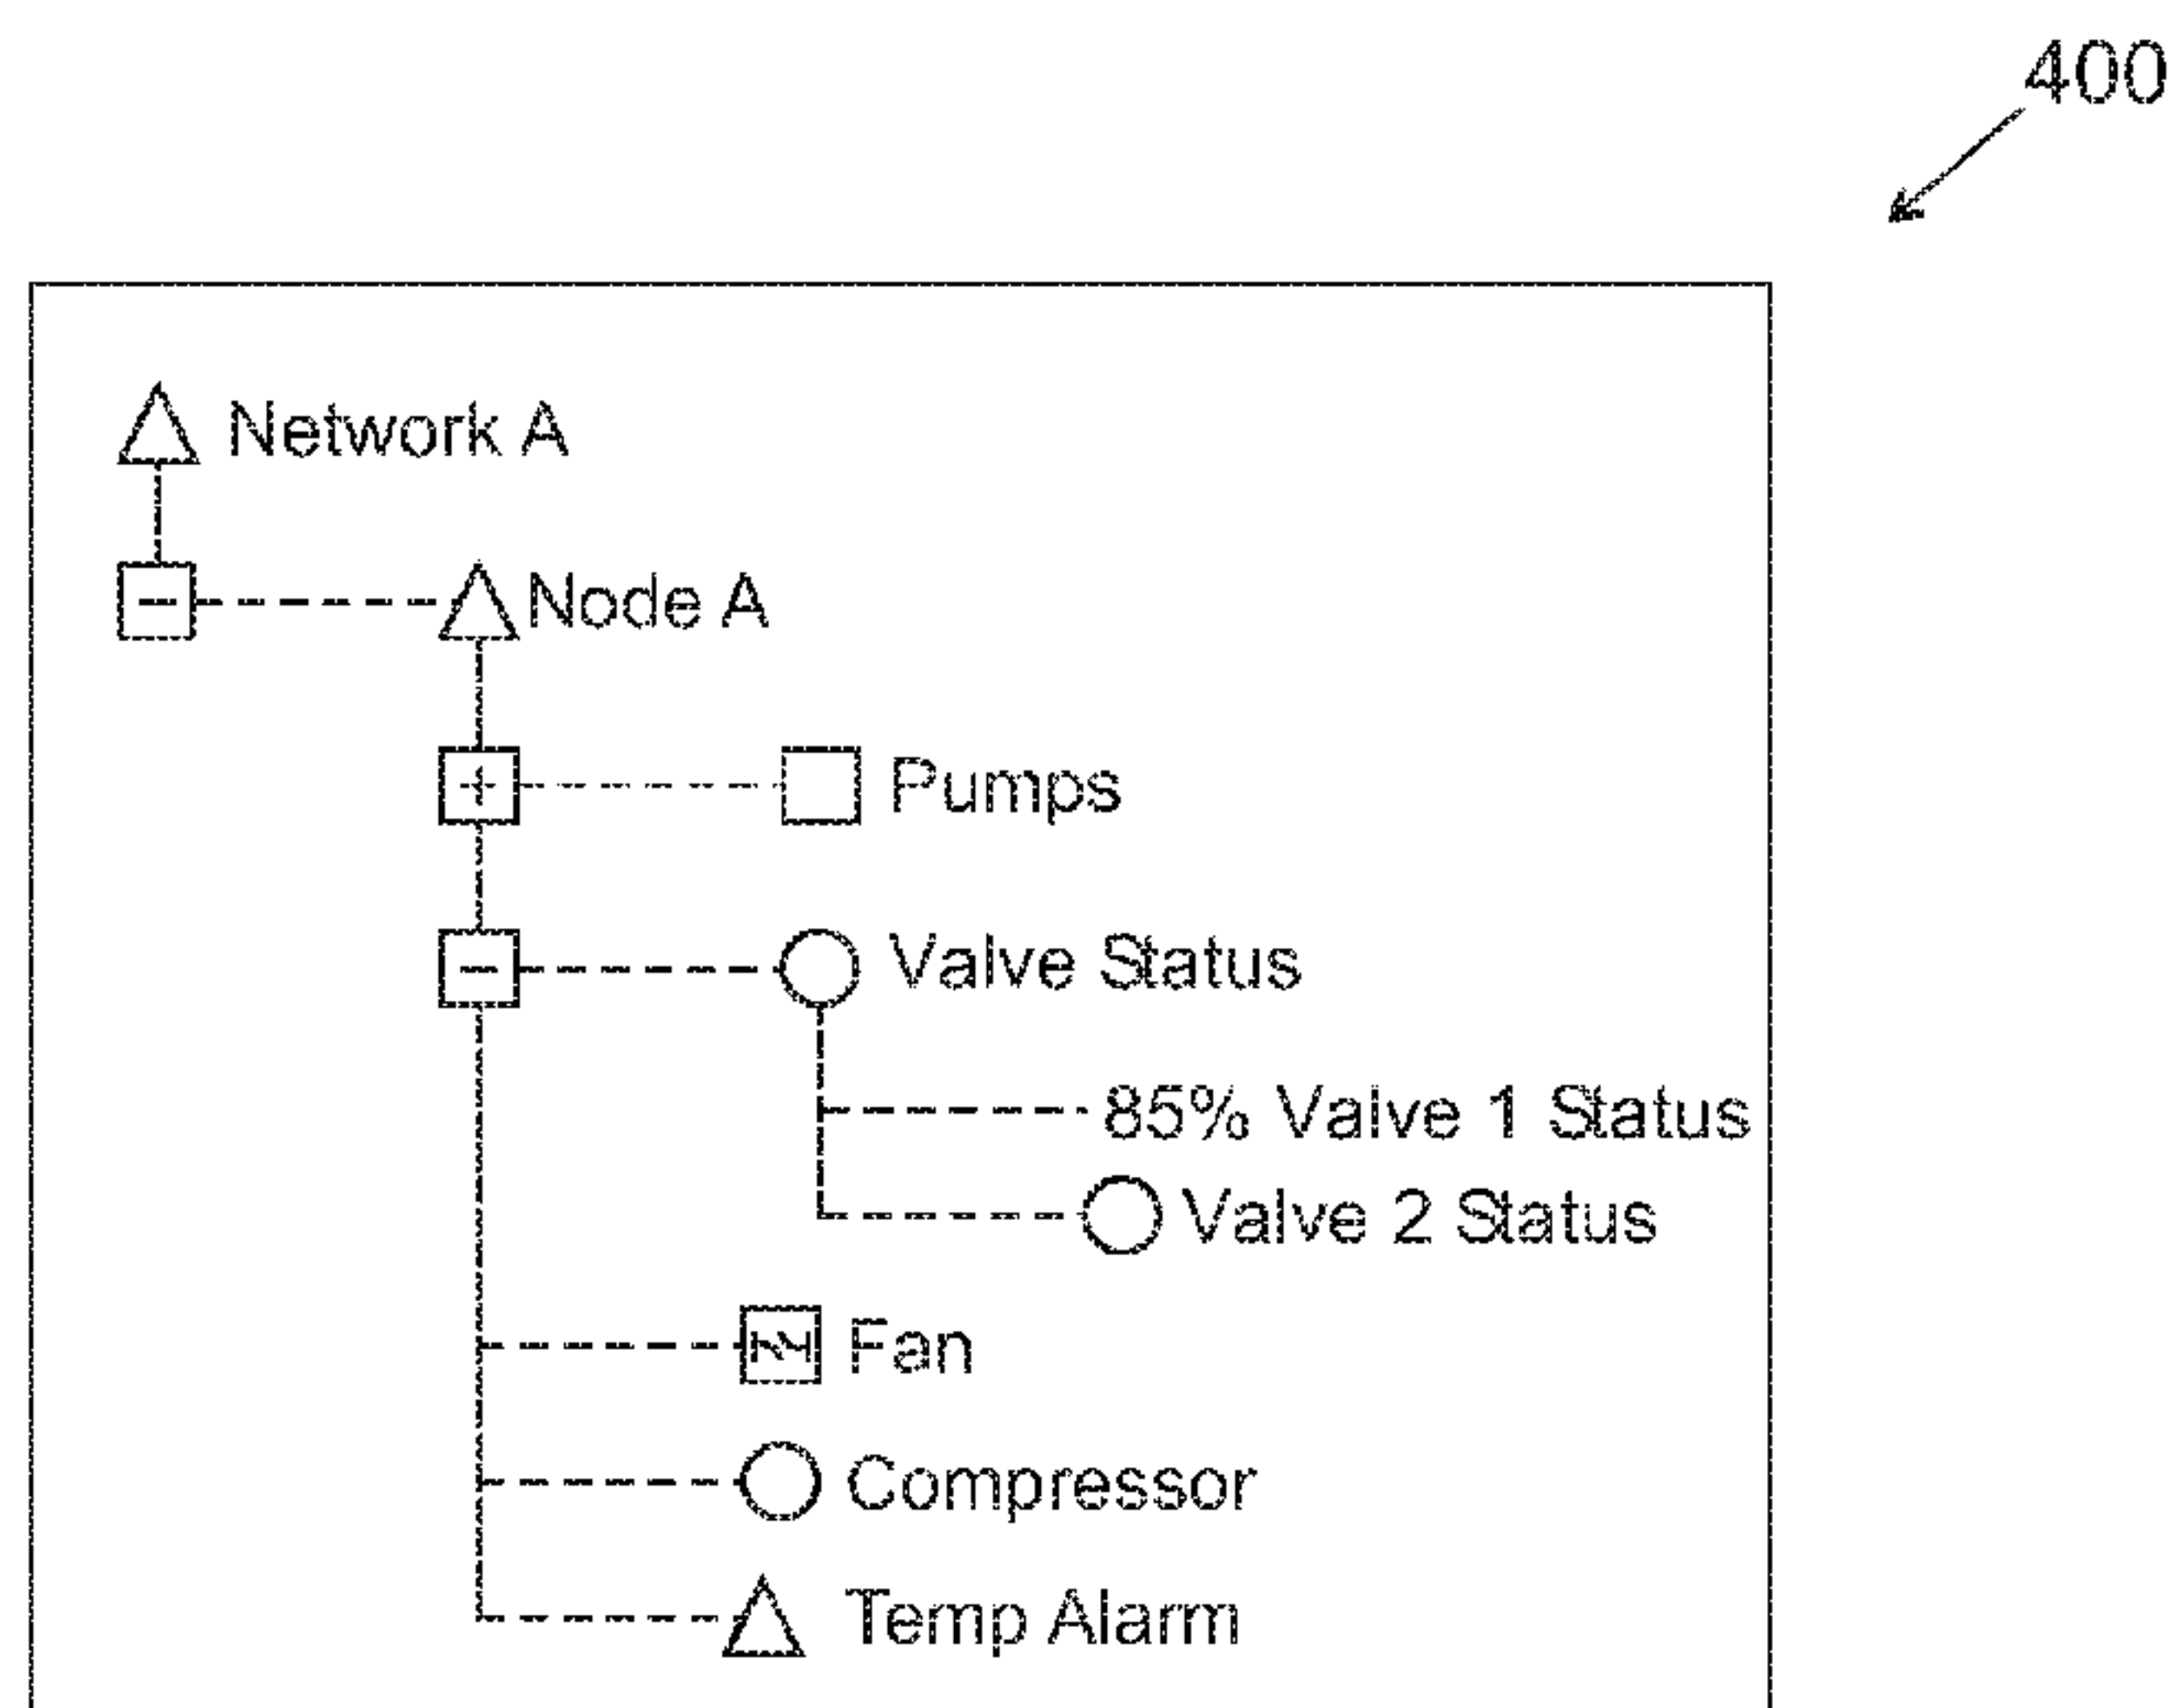 400
Network A
Node A
Pumps
Valve Status
85% Valve 1 Status
Valve 2 Status
Fan
Compressor
Temp Alarm